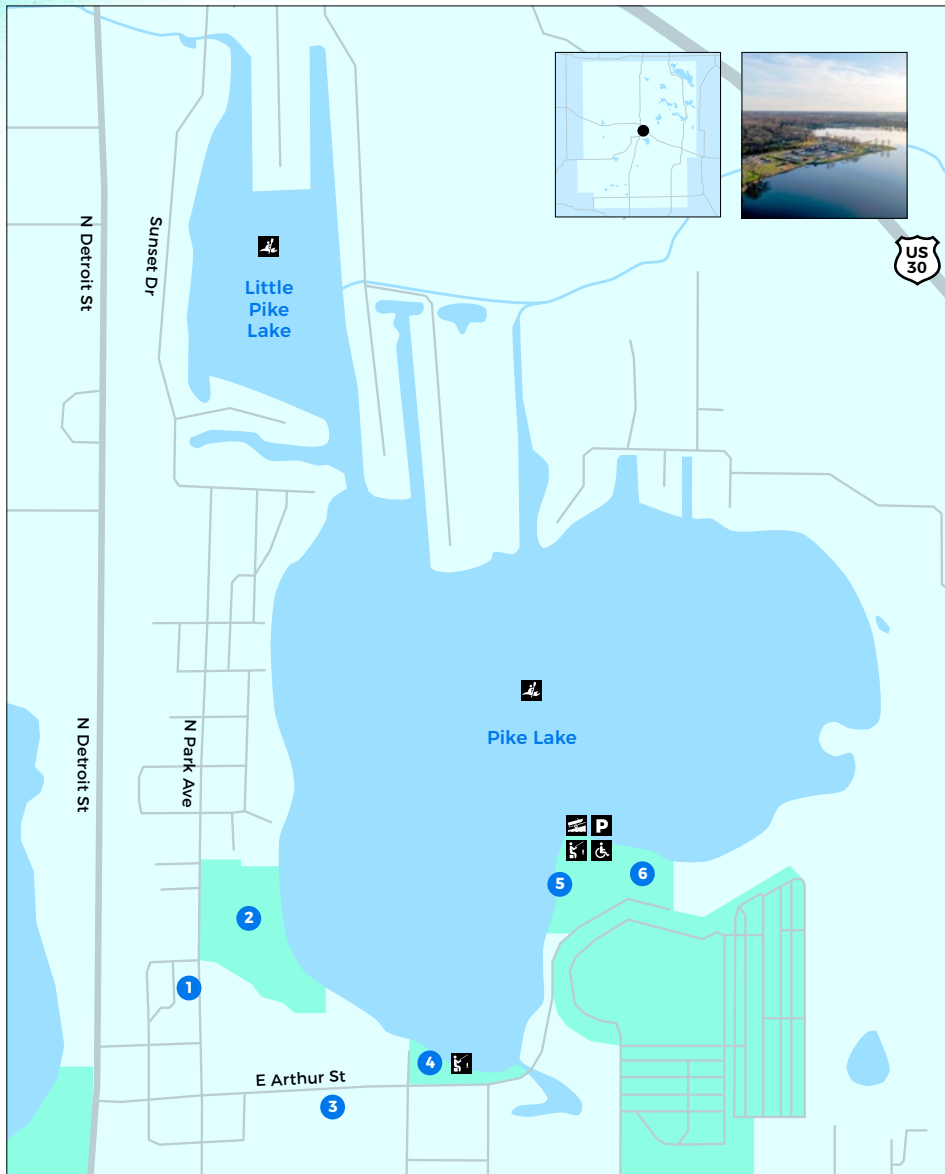 US
30
N Detroit St
Sunset Dr
Little
Pike
Lake
N Detroit St
N Park Ave
Pike Lake
P
6
5
2
1
4
E Arthur St
3